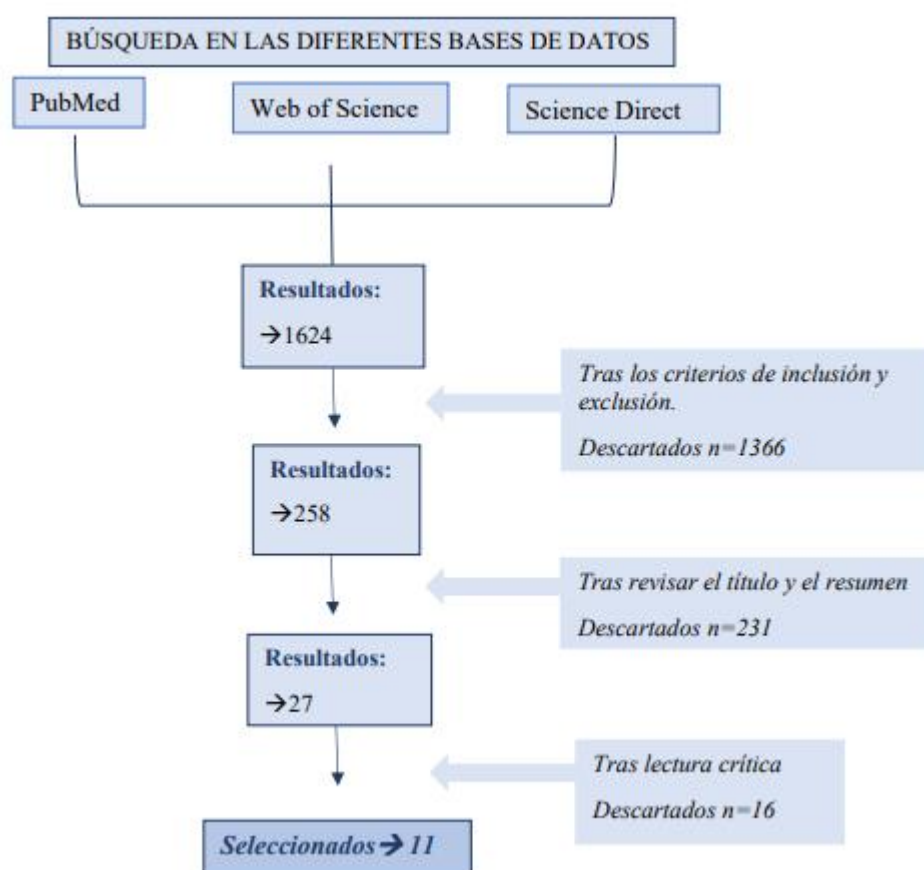 BÚSQUEDA EN LAS DIFERENTES BASES DE DATOS
PubMed
Web of Science
Science Direct
Resultados:
→1624
Tras los criterios de inclusión y
exclusión.
Descartados n=1366
Resultados:
→258
Tras revisar el título y el resumen
Descartados n=231
Resultados:
→27
Tras lectura crítica
Descartados n=16
Seleccionados→ 11